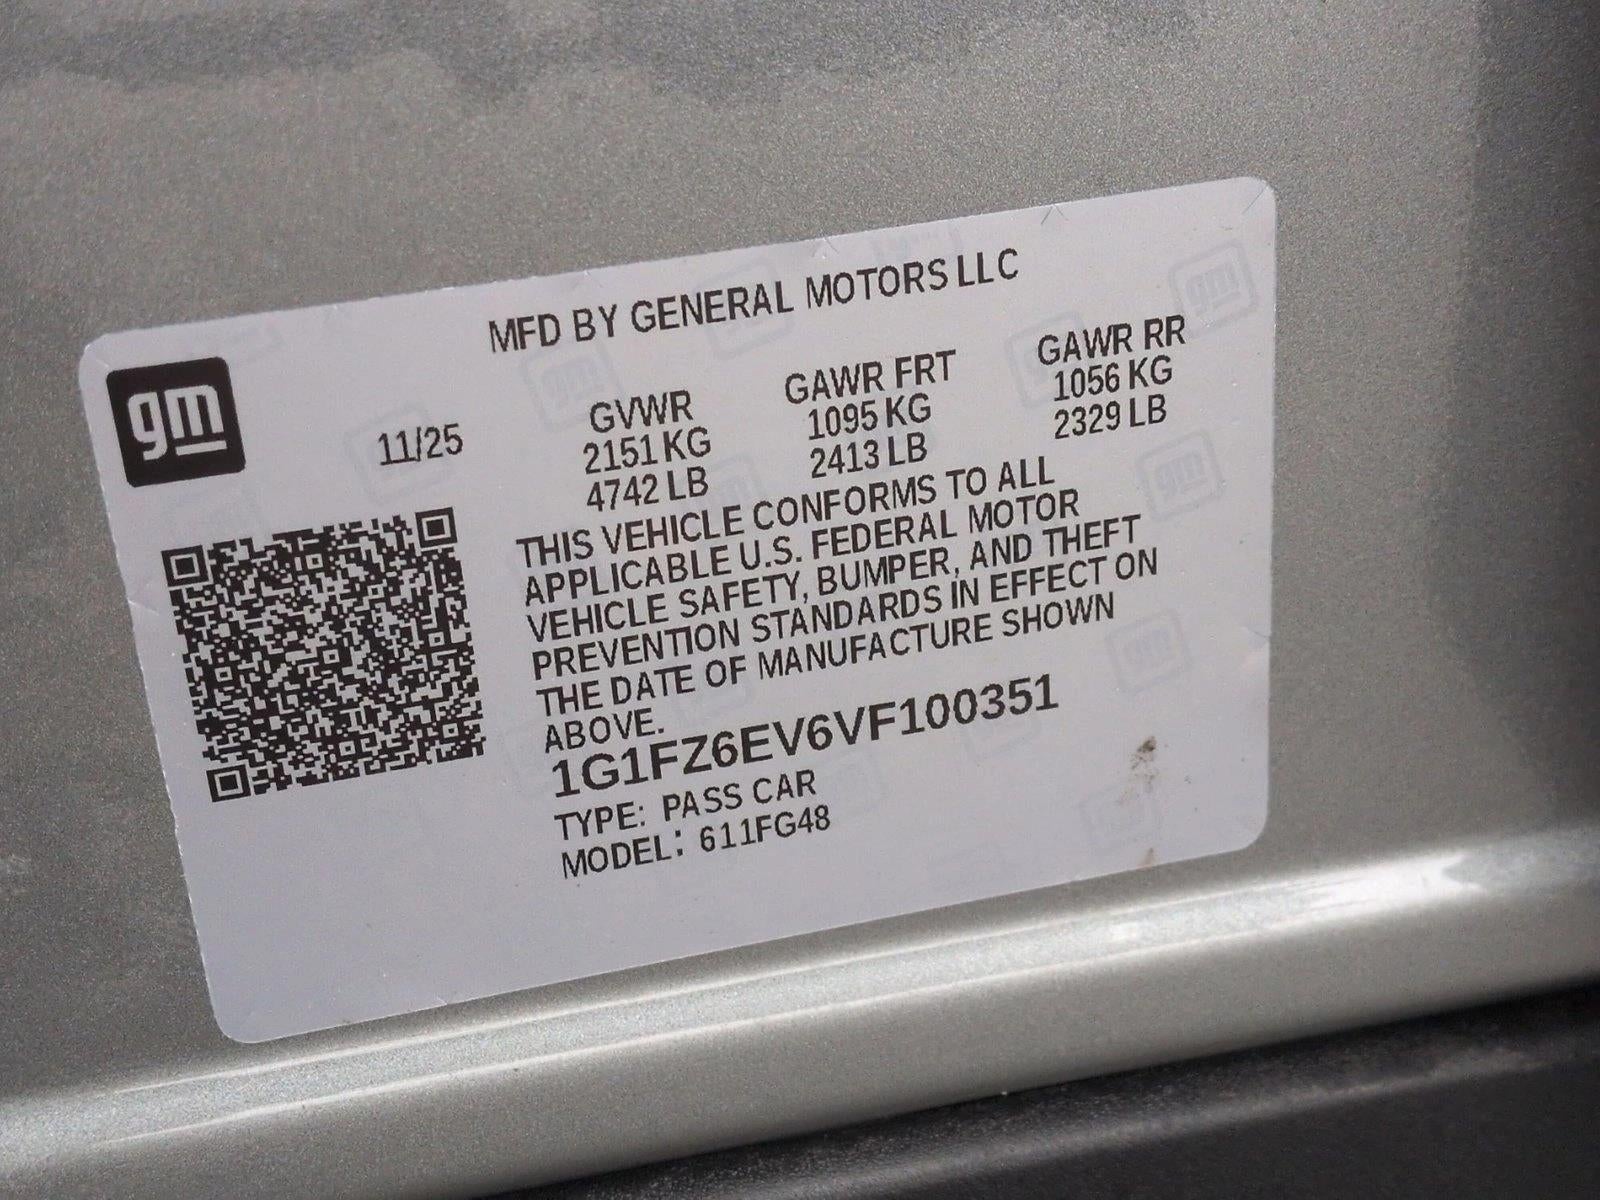 MFD BY GENERAL MOTORS LLC
gm
11/25
GVWR
2151 KG
4742 LB
GAWR FRT
1095 KG
2413 LB
GAWR RR
1056 KG
2329 LB
THIS VEHICLE CONFORMS TO ALL
APPLICABLE U.S. FEDERAL MOTOR
VEHICLE SAFETY, BUMPER, AND THEFT
PREVENTION STANDARDS IN EFFECT ON
THE DATE OF MANUFACTURE SHOWN
ABOVE.
1G1FZ6EV6VF100351
TYPE: PASS CAR
MODEL: 611FG48